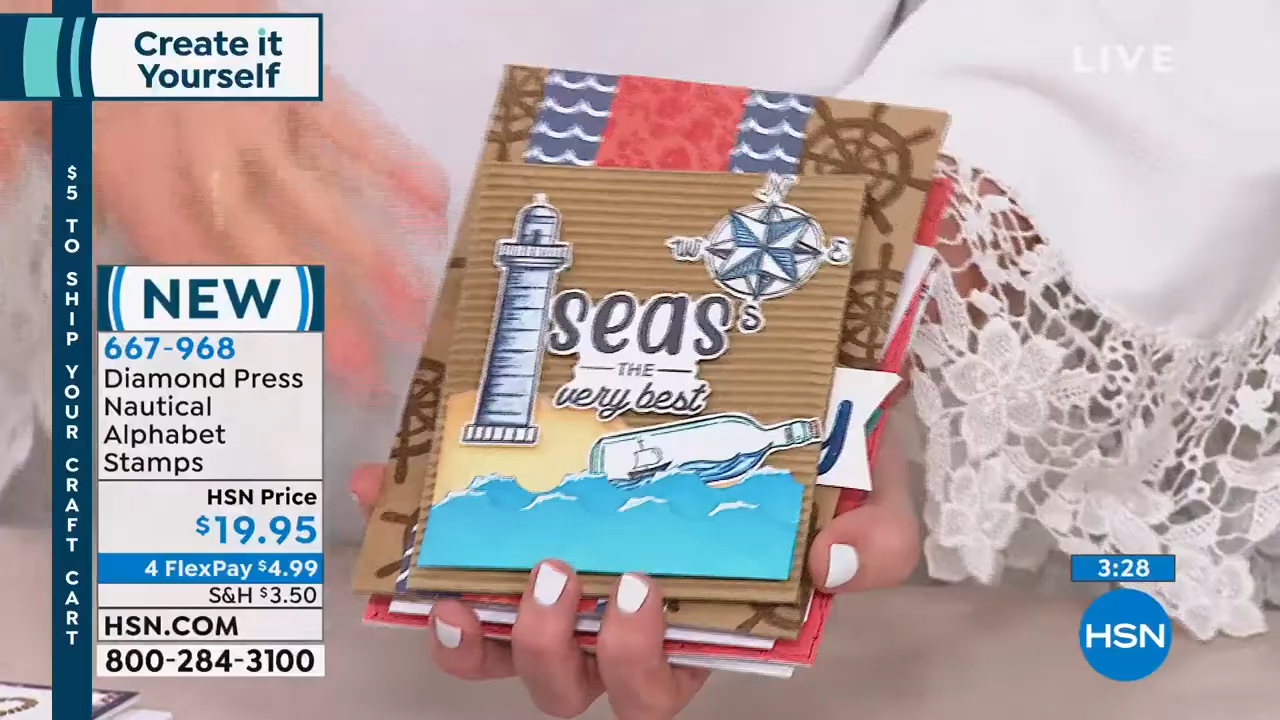 Create it
Yourself
LIVE
$5 TO SHIP YOUR CRAFT CART
NEW
667-968
Diamond Press
Nautical
Alphabet
Stamps
HSN Price
$19.95
4 FlexPay $4.99
S&H $3.50
HSN.COM
800-284-3100
N
W
S
S
seas
THE
very best
3:28
HSN